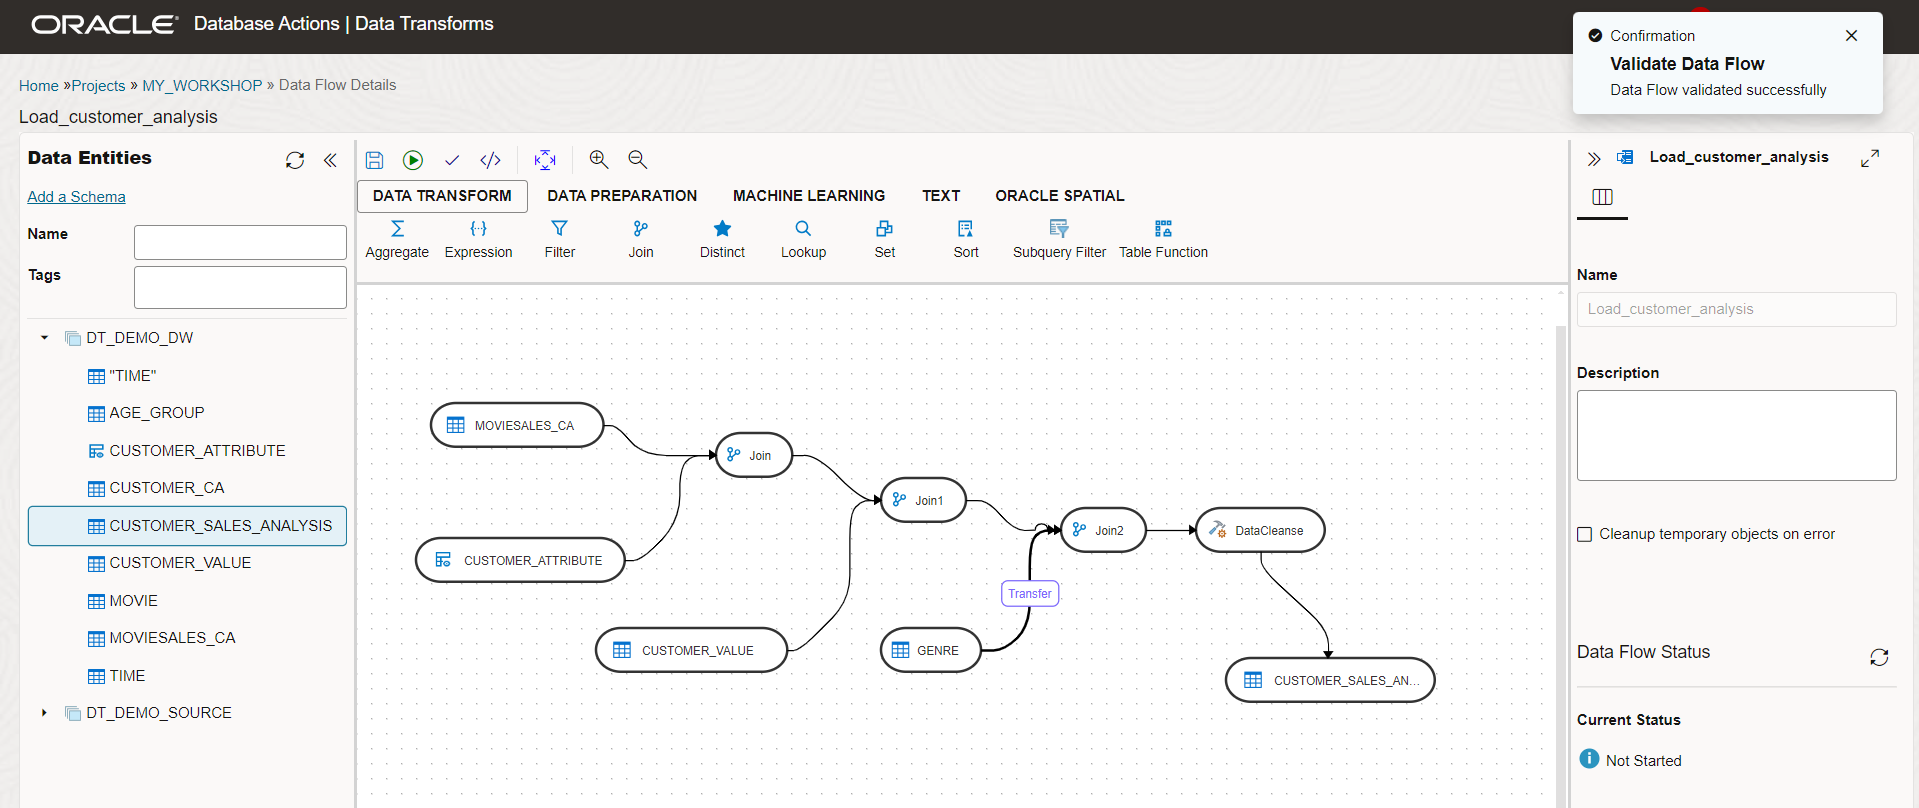 ORACLE Database Actions | Data Transforms
Confirmation
Validate Data Flow
Data Flow validated successfully
Home »Projects » MY_WORKSHOP » Data Flow Details
Load_customer_analysis
Data Entities
Add a Schema
Name
Tags
DT_DEMO_DW
"TIME"
AGE_GROUP
CUSTOMER_ATTRIBUTE
CUSTOMER_CA
CUSTOMER_SALES_ANALYSIS
CUSTOMER_VALUE
MOVIE
MOVIESALES_CA
TIME
DT_DEMO_SOURCE
DATA TRANSFORM DATA PREPARATION MACHINE LEARNING TEXT ORACLE SPATIAL
Aggregate Expression Filter Join Distinct Lookup Set Sort Subquery Filter Table Function
MOVIESALES_CA
Join
Join1
Join2
DataCleanse
CUSTOMER_ATTRIBUTE
Transfer
CUSTOMER_VALUE
GENRE
CUSTOMER_SALES_AN...
Load_customer_analysis
Name
Load_customer_analysis
Description
Cleanup temporary objects on error
Data Flow Status
Current Status
Not Started